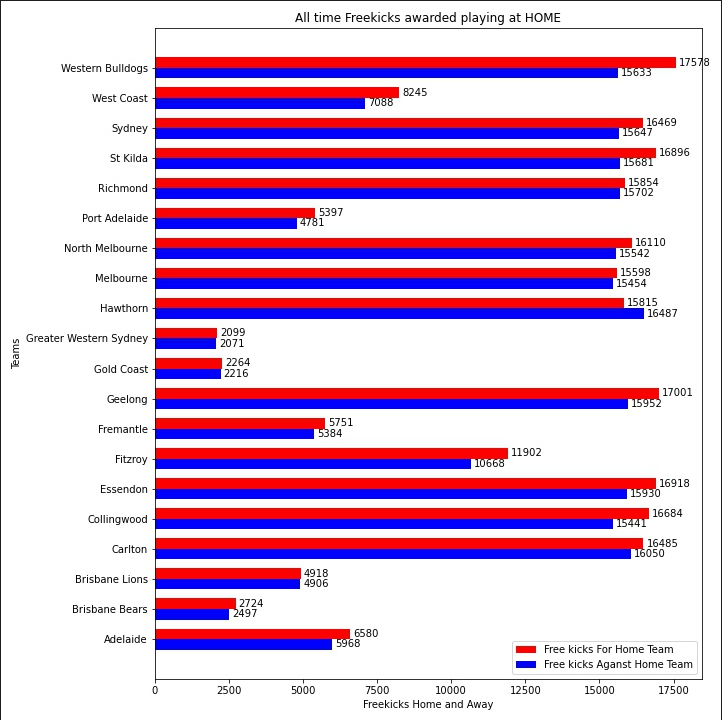 All time Freekicks awarded playing at HOME
Western Bulldogs 17578
15633
West Coast 8245
7088
Sydney 16469
15647
St Kilda 16896
15681
Richmond 15854
15702
Port Adelaide 5397
4781
North Melbourne 16110
15542
Melbourne 15598
15454
Hawthorn 15815
16487
Greater Western Sydney 2099
2071
Gold Coast 2264
2216
Geelong 17001
15952
Fremantle 5751
5384
Fitzroy 11902
10668
Essendon 16918
15930
Collingwood 16684
15441
Carlton 16485
16050
Brisbane Lions 4918
4906
Brisbane Bears 2724
2497
Adelaide 6580
5968
Teams
Free kicks For Home Team
Free kicks Aganst Home Team
0 2500 5000 7500 10000 12500 15000 17500
Freekicks Home and Away